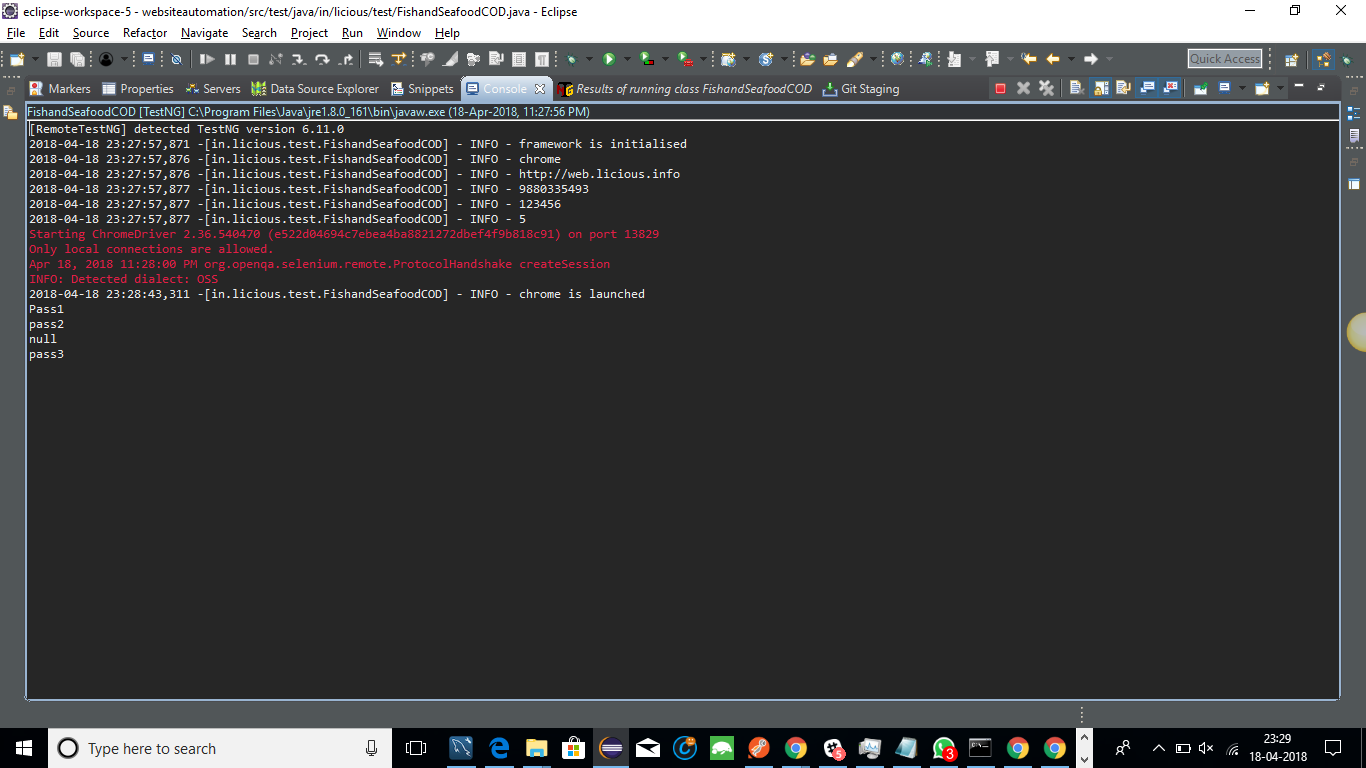 eclipse-workspace-5 - websiteautomation/src/test/java/in/licious/test/FishandSeafoodCOD.java - Eclipse
File Edit Source Refactor Navigate Search Project Run Window Help
Quick Access
Markers Properties Servers Data Source Explorer Snippets Console Results of running class FishandSeafoodCOD Git Staging
FishandSeafoodCOD [TestNG] C:\Program Files\Java\jre1.8.0_161\bin\javaw.exe (18-Apr-2018, 11:27:56 PM)
[RemoteTestNG] detected TestNG version 6.11.0
2018-04-18 23:27:57,871 -[in.licious.test.FishandSeafoodCOD] - INFO - framework is initialised
2018-04-18 23:27:57,876 -[in.licious.test.FishandSeafoodCOD] - INFO - chrome
2018-04-18 23:27:57,876 -[in.licious.test.FishandSeafoodCOD] - INFO - http://web.licious.info
2018-04-18 23:27:57,877 -[in.licious.test.FishandSeafoodCOD] - INFO - 9880335493
2018-04-18 23:27:57,877 -[in.licious.test.FishandSeafoodCOD] - INFO - 123456
2018-04-18 23:27:57,877 -[in.licious.test.FishandSeafoodCOD] - INFO - 5
Starting ChromeDriver 2.36.540470 (e522d04694c7ebea4ba8821272dbef4f9b818c91) on port 13829
Only local connections are allowed.
Apr 18, 2018 11:28:00 PM org.openqa.selenium.remote.ProtocolHandshake createSession
INFO: Detected dialect: OSS
2018-04-18 23:28:43,311 -[in.licious.test.FishandSeafoodCOD] - INFO - chrome is launched
Pass1
pass2
null
pass3
Type here to search
3
23:29
18-04-2018